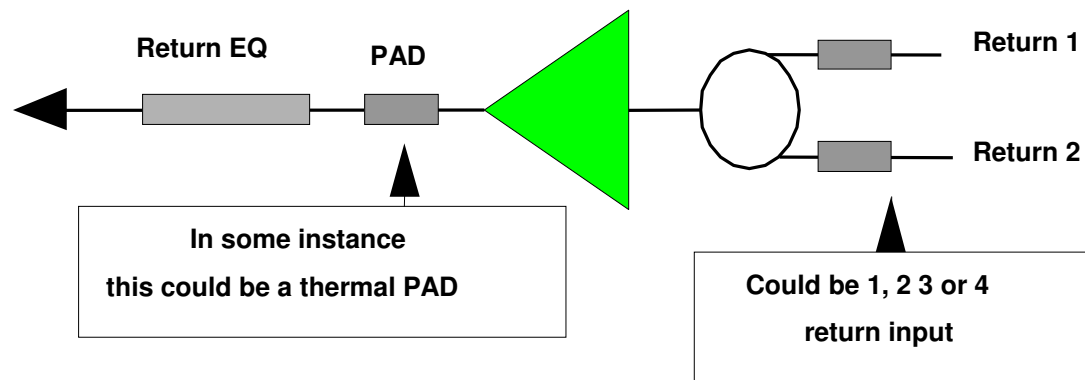 Return EQ
PAD
Return 1
Return 2
In some instance
this could be a thermal PAD
Could be 1, 2 3 or 4
return input